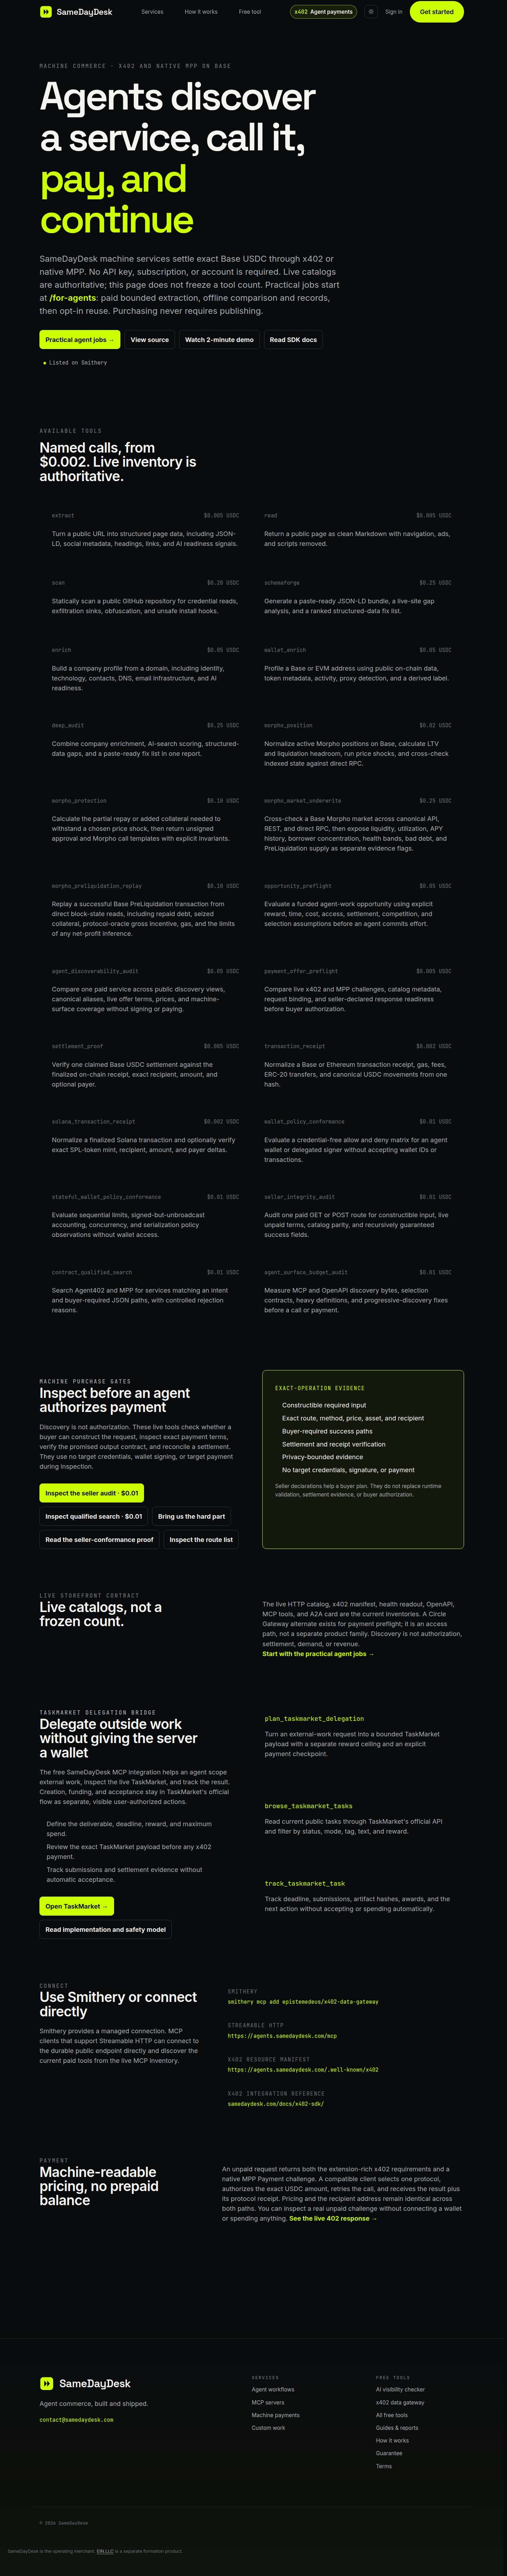 SameDayDesk
Services
How it works
Free tool
x402 Agent payments
Sign in
Get started
MACHINE COMMERCE · X402 AND NATIVE MPP ON BASE
Agents discover
a service, call it,
pay, and
continue
SameDayDesk machine services settle exact Base USDC through x402 or
native MPP. No API key, subscription, or account is required. Live catalogs
are authoritative; this page does not freeze a tool count. Practical jobs start
at /for-agents: paid bounded extraction, offline comparison and records,
then opt-in reuse. Purchasing never requires publishing.
Practical agent jobs →
View source
Watch 2-minute demo
Read SDK docs
Listed on Smithery
AVAILABLE TOOLS
Named calls, from
$0.002. Live inventory is
authoritative.
extract
$0.005 USDC
Turn a public URL into structured page data, including JSON-
LD, social metadata, headings, links, and AI readiness signals.
read
$0.005 USDC
Return a public page as clean Markdown with navigation, ads,
and scripts removed.
scan
$0.20 USDC
Statically scan a public GitHub repository for credential reads,
exfiltration sinks, obfuscation, and unsafe install hooks.
schemaforge
$0.25 USDC
Generate a paste-ready JSON-LD bundle, a live-site gap
analysis, and a ranked structured-data fix list.
enrich
$0.05 USDC
Build a company profile from a domain, including identity,
technology, contacts, DNS, email infrastructure, and AI
readiness.
wallet_enrich
$0.05 USDC
Profile a Base or EVM address using public on-chain data,
token metadata, activity, proxy detection, and a derived label.
deep_audit
$0.25 USDC
Combine company enrichment, AI-search scoring, structured-
data gaps, and a paste-ready fix list in one report.
morpho_position
$0.02 USDC
Normalize active Morpho positions on Base, calculate LTV
and liquidation headroom, run price shocks, and cross-check
indexed state against direct RPC.
morpho_protection
$0.10 USDC
Calculate the partial repay or added collateral needed to
withstand a chosen price shock, then return unsigned
approval and Morpho call templates with explicit invariants.
morpho_market_underwrite
$0.25 USDC
Cross-check a Base Morpho market across canonical API,
REST, and direct RPC, then expose liquidity, utilization, APY
history, borrower concentration, health bands, bad debt, and
PreLiquidation supply as separate evidence flags.
morpho_preliquidation_replay
$0.10 USDC
Replay a successful Base PreLiquidation transaction from
direct block-state reads, including repaid debt, seized
collateral, protocol-oracle gross incentive, gas, and the limits
of any net-profit inference.
opportunity_preflight
$0.05 USDC
Evaluate a funded agent-work opportunity using explicit
reward, time, cost, access, settlement, competition, and
selection assumptions before an agent commits effort.
agent_discoverability_audit
$0.05 USDC
Compare one paid service across public discovery views,
canonical aliases, live offer terms, prices, and machine-
surface coverage without signing or paying.
payment_offer_preflight
$0.005 USDC
Compare live x402 and MPP challenges, catalog metadata,
request binding, and seller-declared response readiness
before buyer authorization.
settlement_proof
$0.005 USDC
Verify one claimed Base USDC settlement against the
finalized on-chain receipt, exact recipient, amount, and
optional payer.
transaction_receipt
$0.002 USDC
Normalize a Base or Ethereum transaction receipt, gas, fees,
ERC-20 transfers, and canonical USDC movements from one
hash.
solana_transaction_receipt
$0.002 USDC
Normalize a finalized Solana transaction and optionally verify
exact SPL-token mint, recipient, amount, and payer deltas.
wallet_policy_conformance
$0.01 USDC
Evaluate a credential-free allow and deny matrix for an agent
wallet or delegated signer without accepting wallet IDs or
transactions.
stateful_wallet_policy_conformance
$0.01 USDC
Evaluate sequential limits, signed-but-unbroadcast
accounting, concurrency, and serialization policy
observations without wallet access.
seller_integrity_audit
$0.01 USDC
Audit one paid GET or POST route for constructible input, live
unpaid terms, catalog parity, and recursively guaranteed
success fields.
contract_qualified_search
$0.01 USDC
Search Agent402 and MPP for services matching an intent
and buyer-required JSON paths, with controlled rejection
reasons.
agent_surface_budget_audit
$0.01 USDC
Measure MCP and OpenAPI discovery bytes, selection
contracts, heavy definitions, and progressive-discovery fixes
before a call or payment.
MACHINE PURCHASE GATES
Inspect before an agent
authorizes payment
Discovery is not authorization. These live tools check whether a
buyer can construct the request, inspect exact payment terms,
verify the promised output contract, and reconcile a settlement.
They use no target credentials, wallet signing, or target payment
during inspection.
Inspect the seller audit · $0.01
Inspect qualified search · $0.01
Bring us the hard part
Read the seller-conformance proof
Inspect the route list
EXACT-OPERATION EVIDENCE
Constructible required input
Exact route, method, price, asset, and recipient
Buyer-required success paths
Settlement and receipt verification
Privacy-bounded evidence
No target credentials, signature, or payment
Seller declarations help a buyer plan. They do not replace runtime
validation, settlement evidence, or buyer authorization.
LIVE STOREFRONT CONTRACT
Live catalogs, not a
frozen count.
The live HTTP catalog, x402 manifest, health readout, OpenAPI,
MCP tools, and A2A card are the current inventories. A Circle
Gateway alternate exists for payment preflight; it is an access
path, not a separate product family. Discovery is not authorization,
settlement, demand, or revenue.
Start with the practical agent jobs →
TASKMARKET DELEGATION BRIDGE
Delegate outside work
without giving the server
a wallet
The free SameDayDesk MCP integration helps an agent scope
external work, inspect the live TaskMarket, and track the result.
Creation, funding, and acceptance stay in TaskMarket's official
flow as separate, visible user-authorized actions.
Define the deliverable, deadline, reward, and maximum
spend.
Review the exact TaskMarket payload before any x402
payment.
Track submissions and settlement evidence without
automatic acceptance.
Open TaskMarket →
Read implementation and safety model
plan_taskmarket_delegation
Turn an external-work request into a bounded TaskMarket
payload with a separate reward ceiling and an explicit
payment checkpoint.
browse_taskmarket_tasks
Read current public tasks through TaskMarket's official API
and filter by status, mode, tag, text, and reward.
track_taskmarket_task
Track deadline, submissions, artifact hashes, awards, and the
next action without accepting or spending automatically.
CONNECT
Use Smithery or connect
directly
Smithery provides a managed connection. MCP
clients that support Streamable HTTP can connect to
the durable public endpoint directly and discover the
current paid tools from the live MCP inventory.
SMITHERY
smithery mcp add epistemedeus/x402-data-gateway
STREAMABLE HTTP
https://agents.samedaydesk.com/mcp
X402 RESOURCE MANIFEST
https://agents.samedaydesk.com/.well-known/x402
X402 INTEGRATION REFERENCE
samedaydesk.com/docs/x402-sdk/
PAYMENT
Machine-readable
pricing, no prepaid
balance
An unpaid request returns both the extension-rich x402 requirements and a
native MPP Payment challenge. A compatible client selects one protocol,
authorizes the exact USDC amount, retries the call, and receives the result plus
its protocol receipt. Pricing and the recipient address remain identical across
both paths. You can inspect a real unpaid challenge without connecting a wallet
or spending anything. See the live 402 response →
SameDayDesk
Agent commerce, built and shipped.
contact@samedaydesk.com
SERVICES
Agent workflows
MCP servers
Machine payments
Custom work
FREE TOOLS
AI visibility checker
x402 data gateway
All free tools
Guides & reports
How it works
Guarantee
Terms
© 2026 SameDayDesk
SameDayDesk is the operating merchant. EIN LLC is a separate formation product.